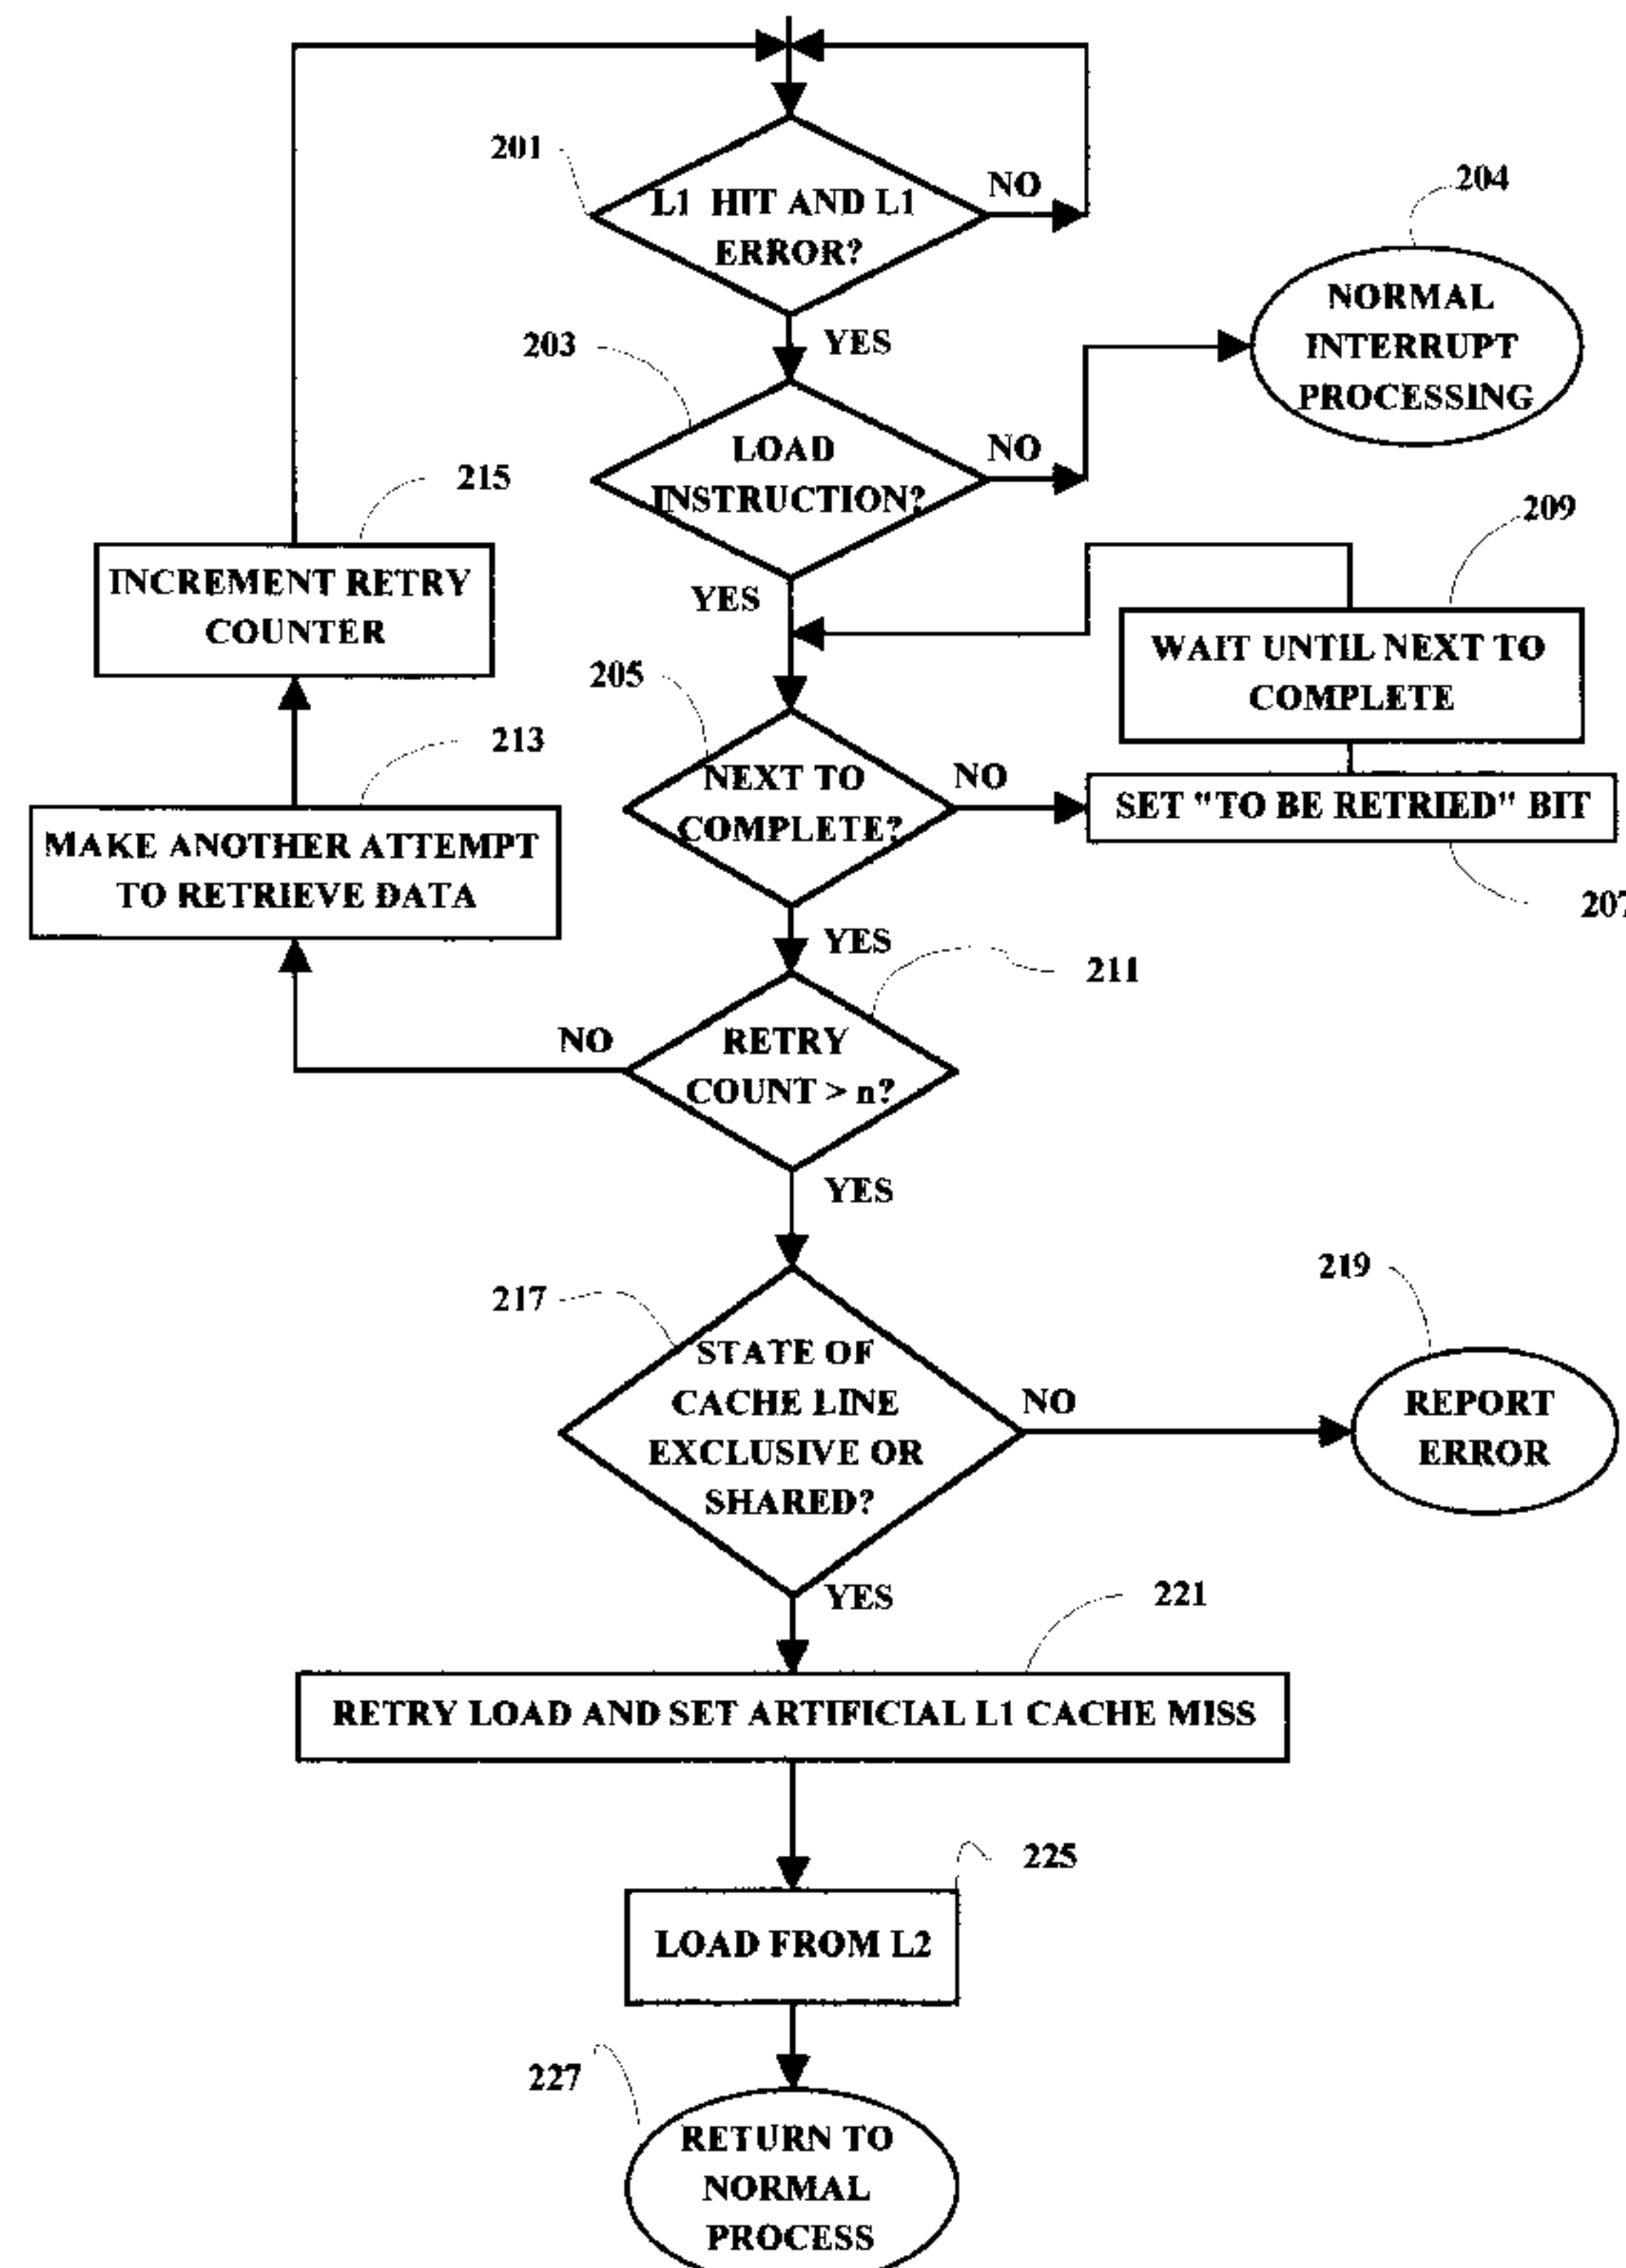 201
L1 HIT AND L1
ERROR?
NO
204
NORMAL
INTERRUPT
PROCESSING
YES
203
LOAD
INSTRUCTION?
NO
215
INCREMENT RETRY
COUNTER
YES
209
WAIT UNTIL NEXT TO
COMPLETE
205
NEXT TO
COMPLETE?
NO
SET "TO BE RETRIED" BIT
207
213
MAKE ANOTHER ATTEMPT
TO RETRIEVE DATA
YES
211
NO
RETRY
COUNT > n?
YES
217
STATE OF
CACHE LINE
EXCLUSIVE OR
SHARED?
NO
219
REPORT
ERROR
YES
221
RETRY LOAD AND SET ARTIFICIAL L1 CACHE MISS
225
LOAD FROM L2
227
RETURN TO
NORMAL
PROCESS